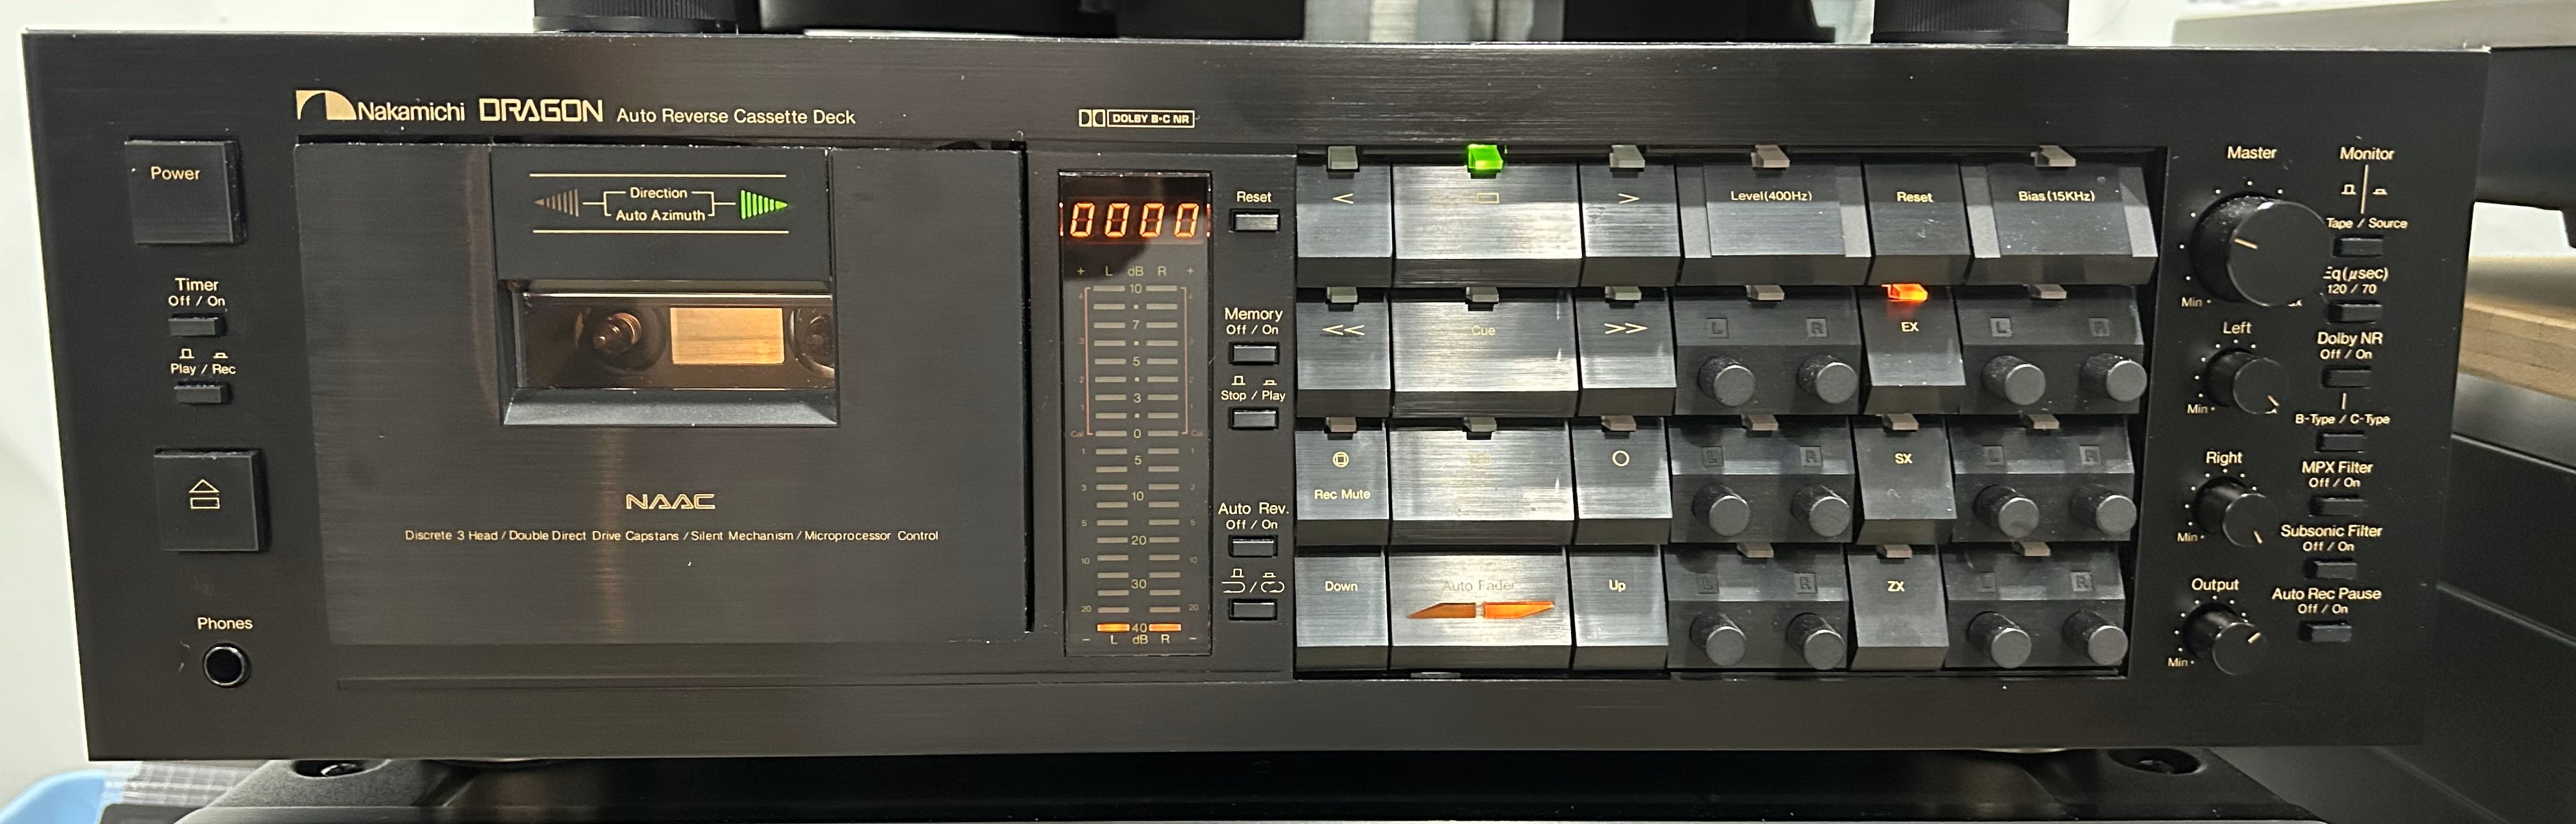 Nakamichi DRAGON Auto Reverse Cassette Deck
DOLBY B-C NR
Power
Timer
Off / On
Play / Rec
Phones
Direction
Auto Azimuth
NAAC
Discrete 3 Head / Double Direct Drive Capstans / Silent Mechanism / Microprocessor Control
0000
+ L dB R +
10
7
5
3
0
Cal Cal
5
10
20
30
40
- L dB R -
Reset
Memory
Off / On
Stop / Play
Auto Rev.
Off / On
< > Level(400Hz) Reset Bias(15KHz)
<< Cue >> L R EX L R
Rec Mute
L R SX L R
Down Auto Fader Up L R ZX L R
Master
Min
Left
Min
Right
Min
Output
Min
Monitor
Tape / Source
Eq(μsec)
120 / 70
Dolby NR
Off / On
B-Type / C-Type
MPX Filter
Off / On
Subsonic Filter
Off / On
Auto Rec Pause
Off / On